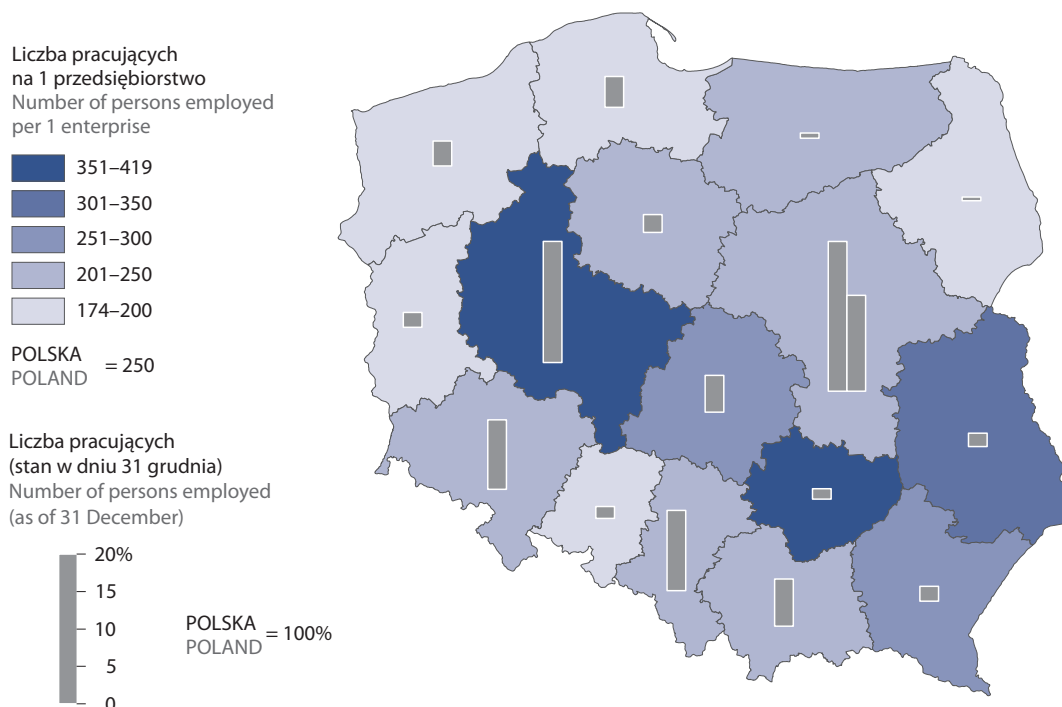 Liczba pracujących
na 1 przedsiębiorstwo
Number of persons employed
per 1 enterprise
351–419
301–350
251–300
201–250
174–200
POLSKA
POLAND
= 250
Liczba pracujących
(stan w dniu 31 grudnia)
Number of persons employed
(as of 31 December)
20%
15
10
5
0
POLSKA
POLAND
= 100%